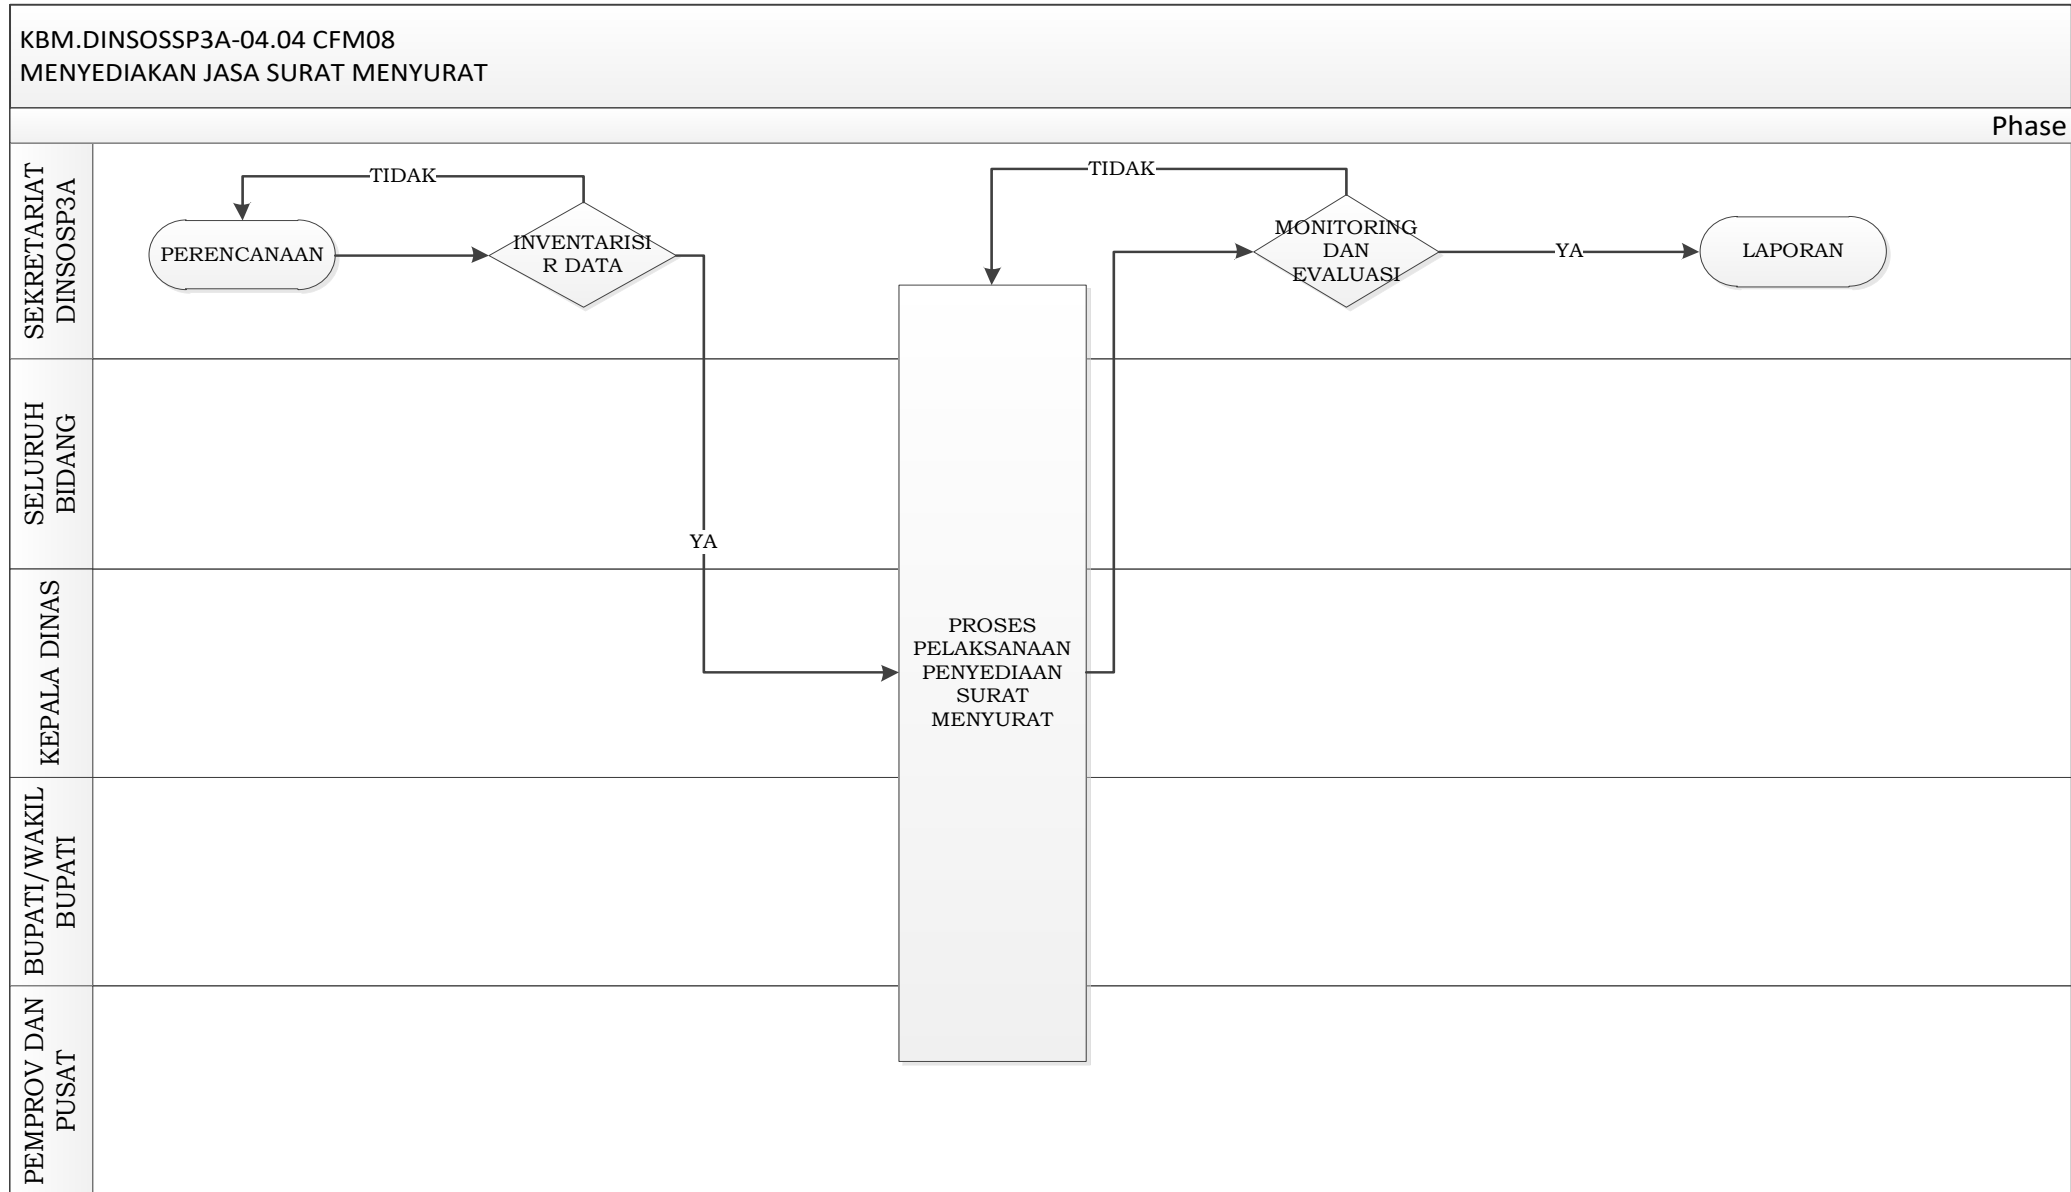 KBM.DINSOSSP3A-04.04 CFM08
MENYEDIAKAN JASA SURAT MENYURAT
Phase
SEKRETARIAT
DINSOSP3A
TIDAK
PERENCANAAN
INVENTARISI
R DATA
TIDAK
MONITORING
DAN
EVALUASI
YA
LAPORAN
SELURUH
BIDANG
YA
KEPALA DINAS
PROSES
PELAKSANAAN
PENYEDIAAN
SURAT
MENYURAT
BUPATI/WAKIL
BUPATI
PEMPROV DAN
PUSAT